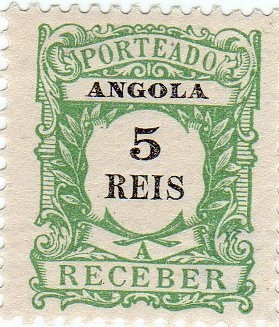 PORTEADO
ANGOLA
5
REIS
A
RECEBER